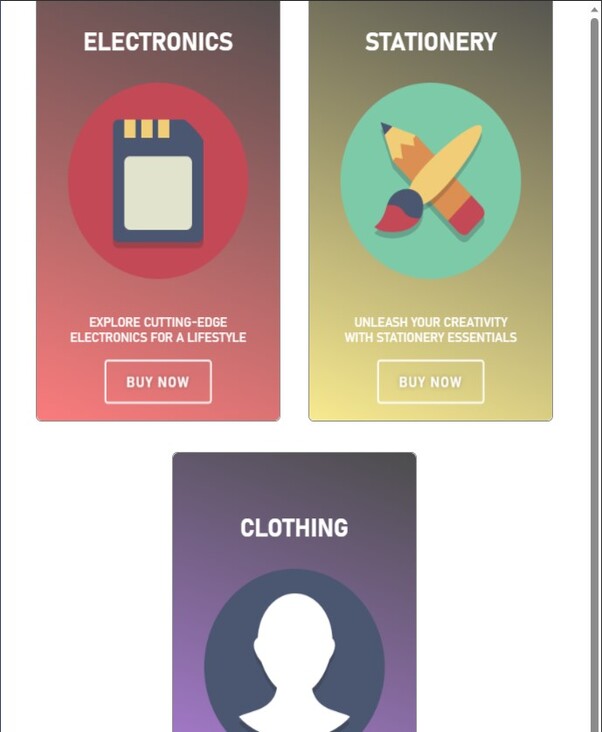 ELECTRONICS
EXPLORE CUTTING-EDGE
ELECTRONICS FOR A LIFESTYLE
BUY NOW
STATIONERY
UNLEASH YOUR CREATIVITY
WITH STATIONERY ESSENTIALS
BUY NOW
CLOTHING